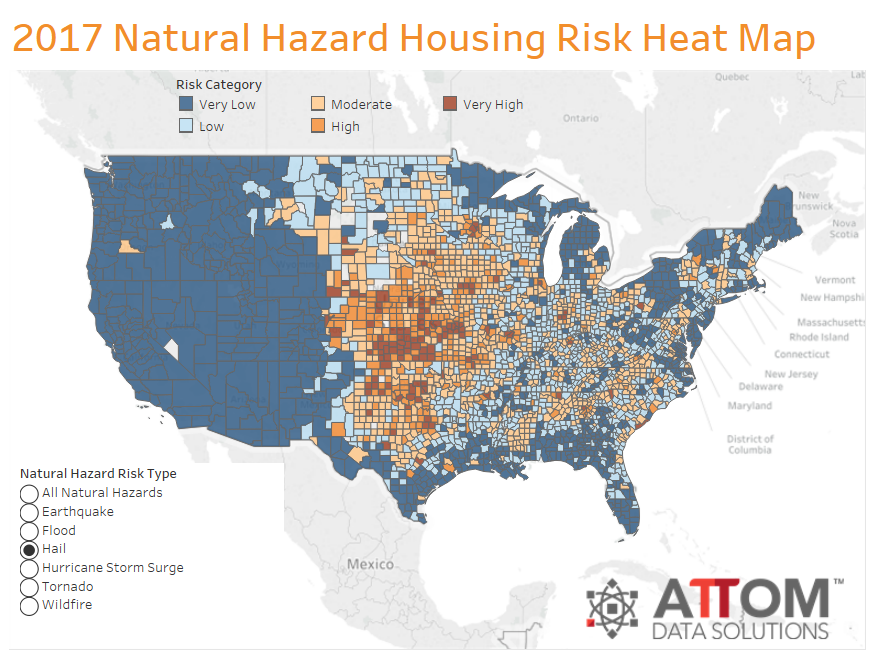 2017 Natural Hazard Housing Risk Heat Map
Quebec
Ontario
Risk Category
Very Low
Moderate
Very High
Low
High
New
Nova
Scotia
Vermont
New Hampshi
Massachusetts
Rhode Island
Connecticut
New Jersey
Delaware
Maryland
District of
Columbia
Natural Hazard Risk Type
All Natural Hazards
Earthquake
Flood
Hail
Hurricane Storm Surge
Tornado
Wildfire
Mexico
ATTOM™
DATA SOLUTIONS